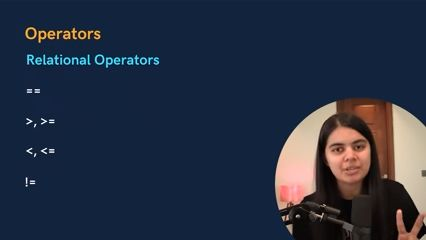 Operators
Relational Operators
==
>, >=
<, <=
!=